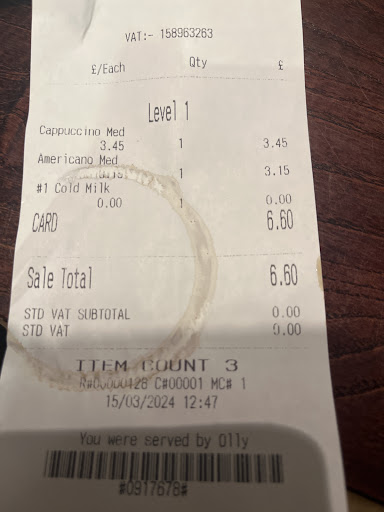 VAT:- 158963263
£/Each Qty £
Level 1
Cappuccino Med
3.45 1 3.45
Americano Med
1 3.15
#1 Cold Milk
0.00 1 0.00
CARD 6.60
Sale Total 6.60
STD VAT SUBTOTAL 0.00
STD VAT 0.00
ITEM COUNT 3
C#00001 MC# 1
15/03/2024 12:47
You were served by Olly
#0917678#